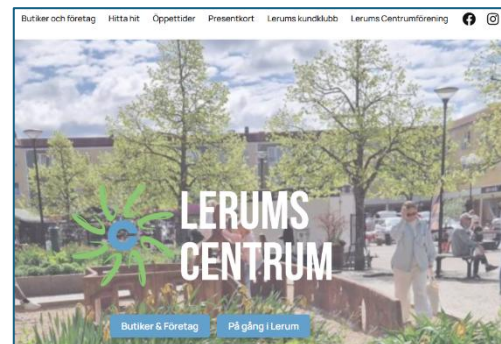 Butiker och företag Hitta hit Öppettider Presentkort Lerums kundklubb Lerums Centrumförening
LERUMS
CENTRUM
Butiker & Företag På gång i Lerum